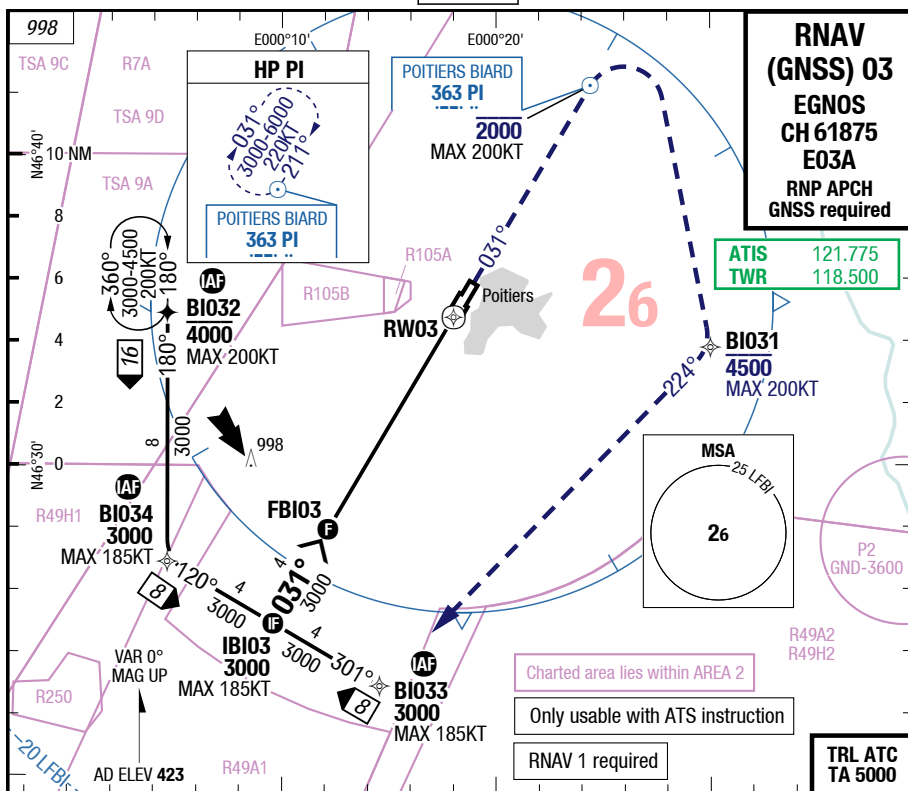 998
TSA 9C
R7A
TSA 9D
TSA 9A
E000°10'
E000°20'
N46°40'
N46°30'
10 NM
8
6
4
2
0
HP PI
031°
3000-6000
220KT
211°
POITIERS BIARD
363 PI
POITIERS BIARD
363 PI
2000
MAX 200KT
RNAV
(GNSS) 03
EGNOS
CH 61875
E03A
RNP APCH
GNSS required
ATIS 121.775
TWR 118.500
360°
3000-4500
200KT
180°
IAF
BI032
4000
MAX 200KT
R105B
R105A
031°
Poitiers
RW03
26
BI031
4500
MAX 200KT
224°
16
180°
8
3000
998
IAF
BI034
3000
MAX 185KT
R49H1
FBI03
F
4
031°
3000
MSA
25 LFBI
26
P2
GND-3600
8
120°
4
3000
IF
IBI03
3000
MAX 185KT
4
3000
301°
8
IAF
BI033
3000
MAX 185KT
R49A2
R49H2
VAR 0°
MAG UP
R250
20 LFBI
AD ELEV 423
R49A1
Charted area lies within AREA 2
Only usable with ATS instruction
RNAV 1 required
TRL ATC
TA 5000